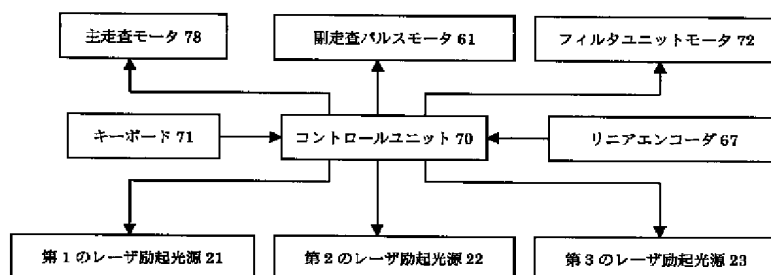 主走査モータ 78
副走査パルスモータ 61
フィルタユニットモータ 72
キーボード 71
コントロールユニット 70
リニアエンコーダ 67
第1のレーザ励起光源 21
第2のレーザ励起光源 22
第3のレーザ励起光源 23